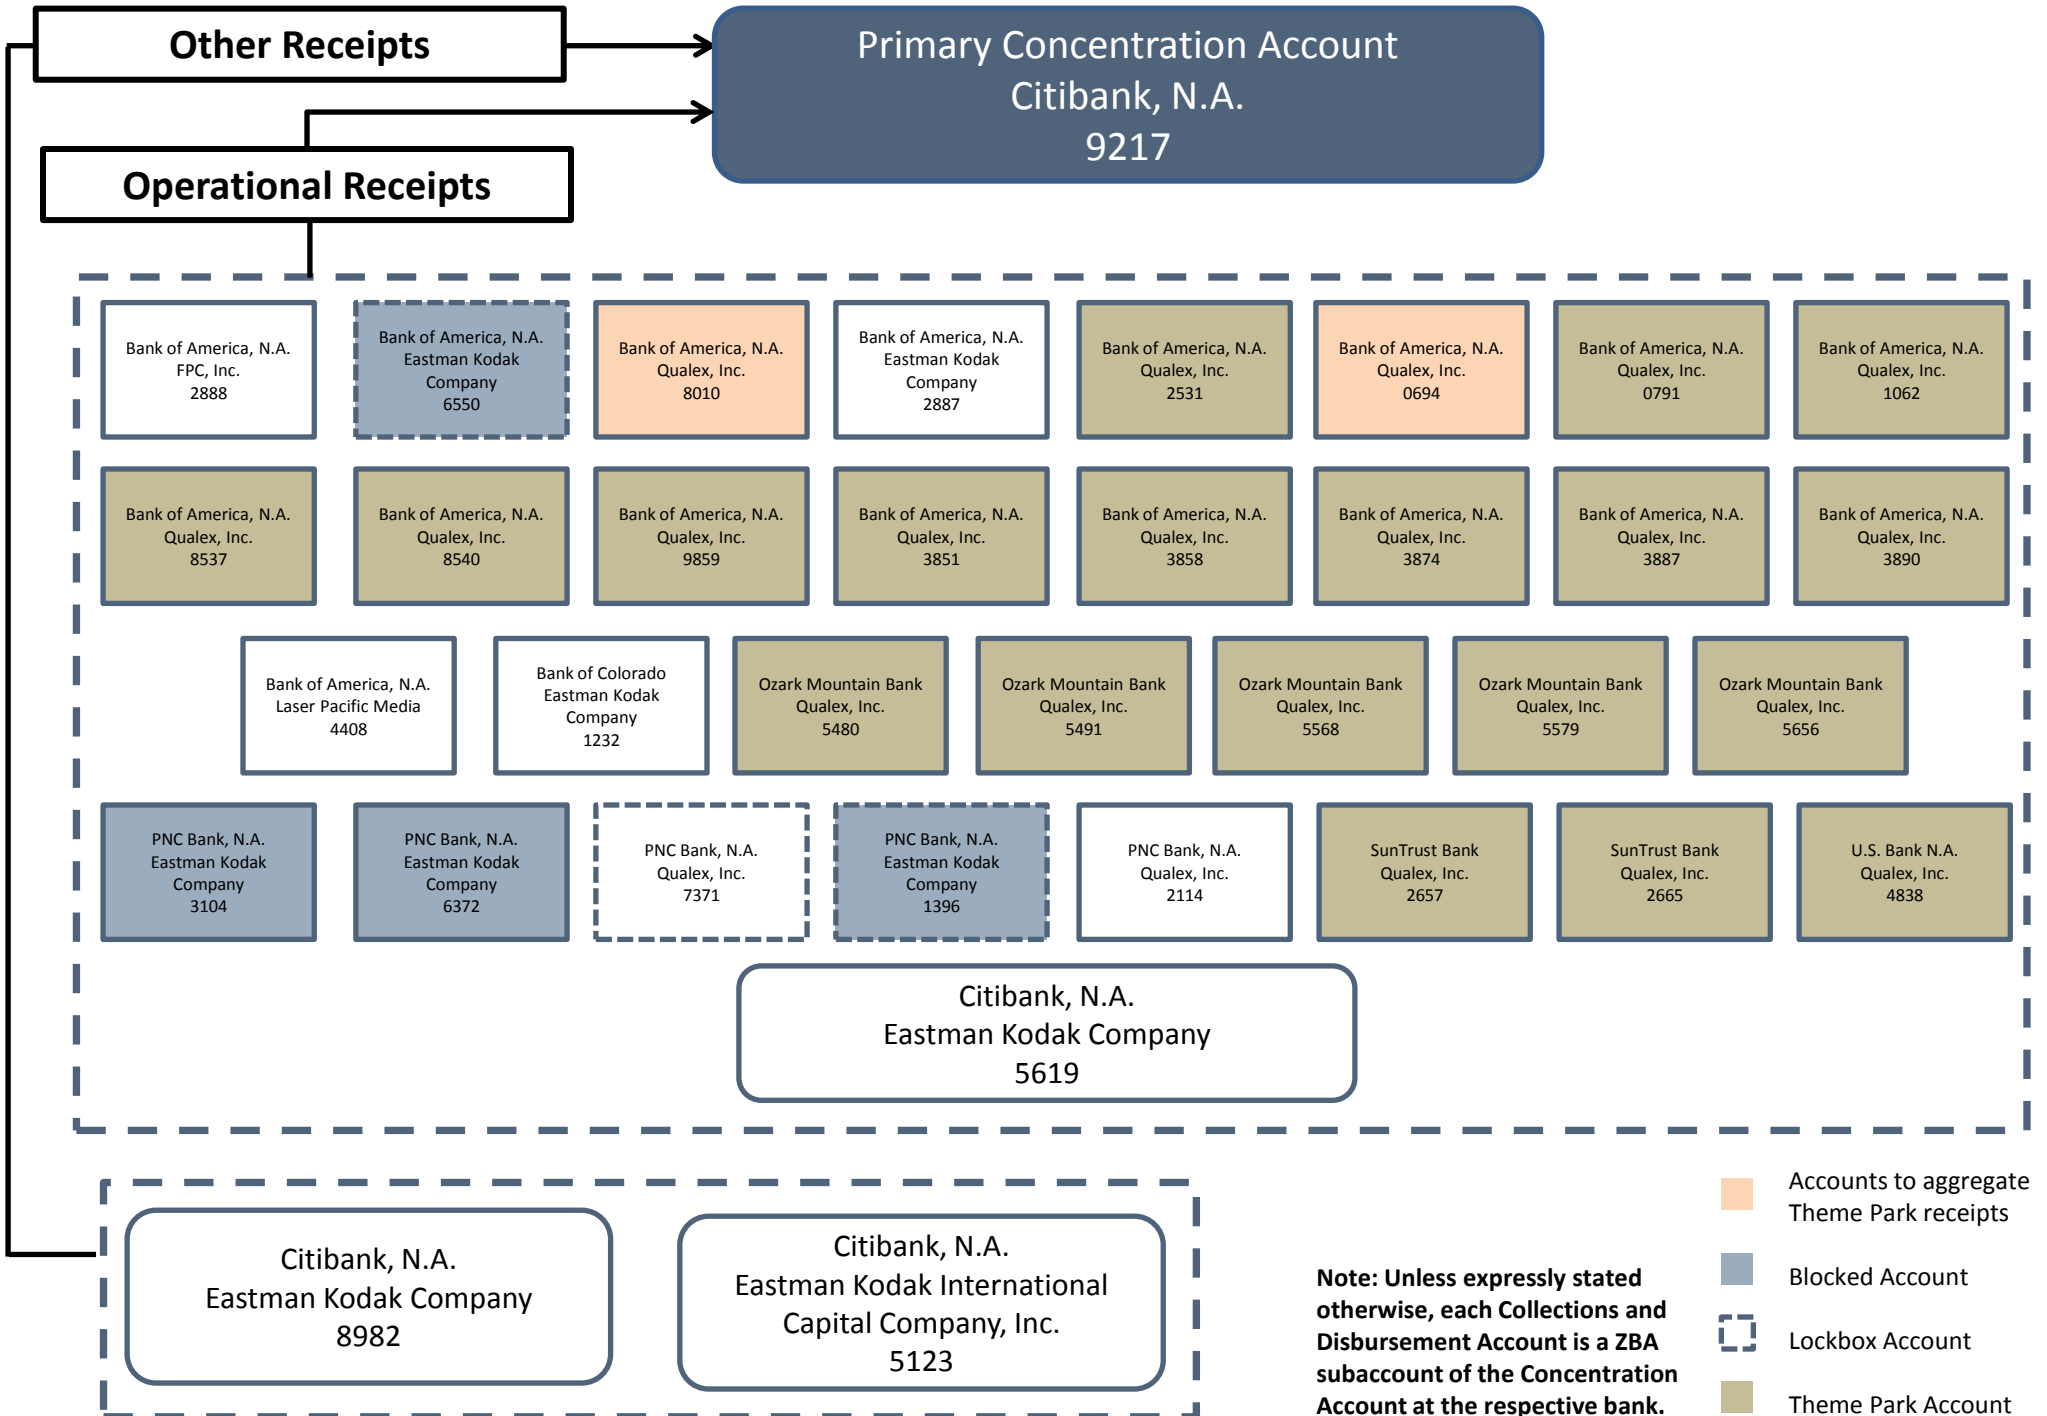 Other Receipts
Primary Concentration Account
Citibank, N.A.
9217
Operational Receipts
Bank of America, N.A.
FPC, Inc.
2888
Bank of America, N.A.
Eastman Kodak
Company
6550
Bank of America, N.A.
Qualex, Inc.
8010
Bank of America, N.A.
Eastman Kodak
Company
2887
Bank of America, N.A.
Qualex, Inc.
2531
Bank of America, N.A.
Qualex, Inc.
0694
Bank of America, N.A.
Qualex, Inc.
0791
Bank of America, N.A.
Qualex, Inc.
1062
Bank of America, N.A.
Qualex, Inc.
8537
Bank of America, N.A.
Qualex, Inc.
8540
Bank of America, N.A.
Qualex, Inc.
9859
Bank of America, N.A.
Qualex, Inc.
3851
Bank of America, N.A.
Qualex, Inc.
3858
Bank of America, N.A.
Qualex, Inc.
3874
Bank of America, N.A.
Qualex, Inc.
3887
Bank of America, N.A.
Qualex, Inc.
3890
Bank of America, N.A.
Laser Pacific Media
4408
Bank of Colorado
Eastman Kodak
Company
1232
Ozark Mountain Bank
Qualex, Inc.
5480
Ozark Mountain Bank
Qualex, Inc.
5491
Ozark Mountain Bank
Qualex, Inc.
5568
Ozark Mountain Bank
Qualex, Inc.
5579
Ozark Mountain Bank
Qualex, Inc.
5656
PNC Bank, N.A.
Eastman Kodak
Company
3104
PNC Bank, N.A.
Eastman Kodak
Company
6372
PNC Bank, N.A.
Qualex, Inc.
7371
PNC Bank, N.A.
Eastman Kodak
Company
1396
PNC Bank, N.A.
Qualex, Inc.
2114
SunTrust Bank
Qualex, Inc.
2657
SunTrust Bank
Qualex, Inc.
2665
U.S. Bank N.A.
Qualex, Inc.
4838
Citibank, N.A.
Eastman Kodak Company
5619
Citibank, N.A.
Eastman Kodak Company
8982
Citibank, N.A.
Eastman Kodak International
Capital Company, Inc.
5123
Note: Unless expressly stated
otherwise, each Collections and
Disbursement Account is a ZBA
subaccount of the Concentration
Account at the respective bank.
Accounts to aggregate
Theme Park receipts
Blocked Account
Lockbox Account
Theme Park Account